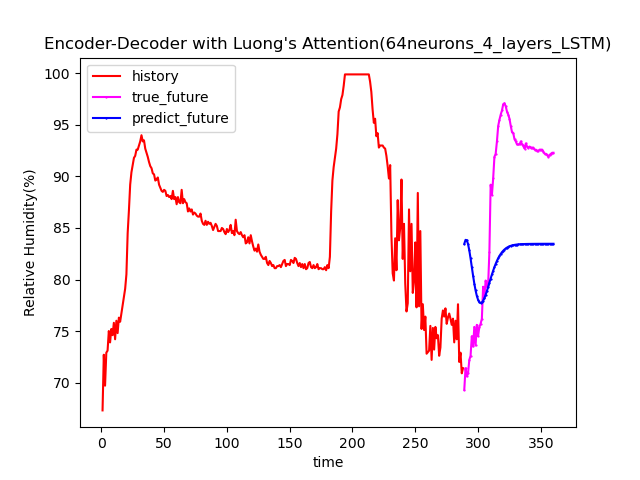 Encoder-Decoder with Luong's Attention(64neurons_4_layers_LSTM)
history
true_future
predict_future
Relative Humidity(%)
100
95
90
85
80
75
70
0 50 100 150 200 250 300 350
time